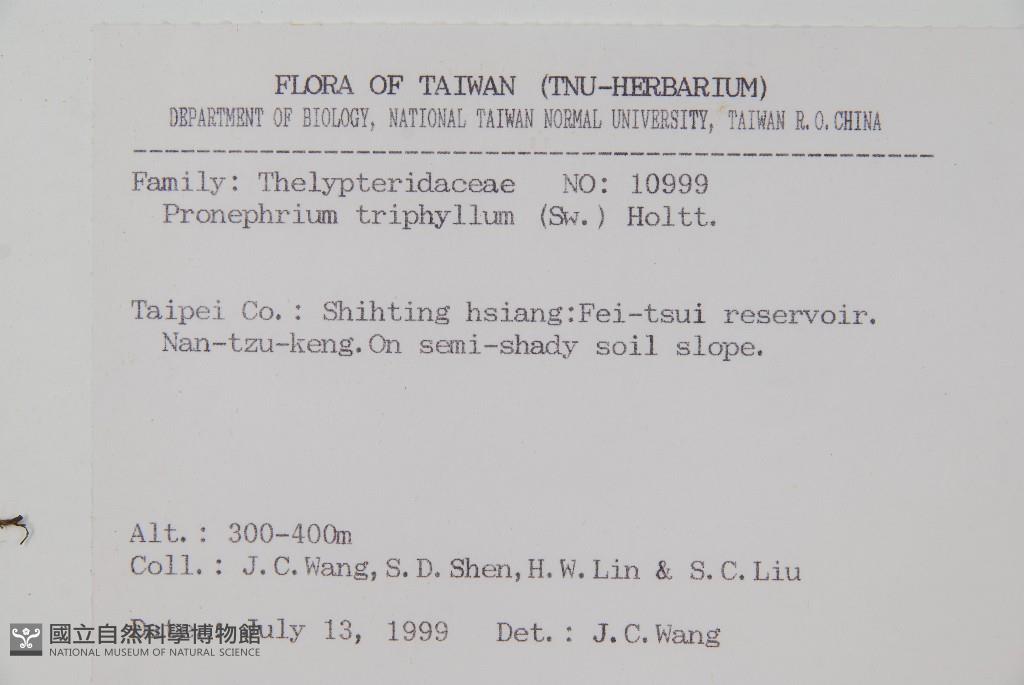 FLORA OF TAIWAN (TNU-HERBARIUM)
DEPARTMENT OF BIOLOGY, NATIONAL TAIWAN NORMAL UNIVERSITY, TAIWAN R.O.CHINA
Family: Thelypteridaceae NO: 10999
Pronephrium triphyllum (Sw.) Holtt.
Taipei Co.: Shihting hsiang:Fei-tsui reservoir.
Nan-tzu-keng.On semi-shady soil slope.
Alt.: 300-400m
Coll.: J.C.Wang,S.D.Shen,H.W.Lin & S.C.Liu
July 13, 1999 Det.: J.C.Wang
國立自然科學博物館
NATIONAL MUSEUM OF NATURAL SCIENCE